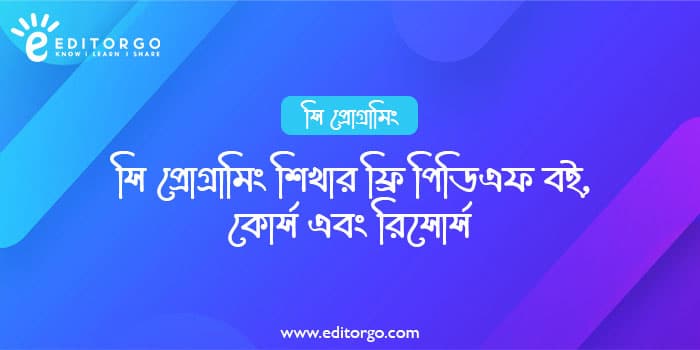 EDITORGO
KNOW | LEARN | SHARE
সি প্রোগ্রামিং
সি প্রোগ্রামিং শিখার ফ্রি পিডিএফ বই,
কোর্স এবং রিসোর্স
www.editorgo.com